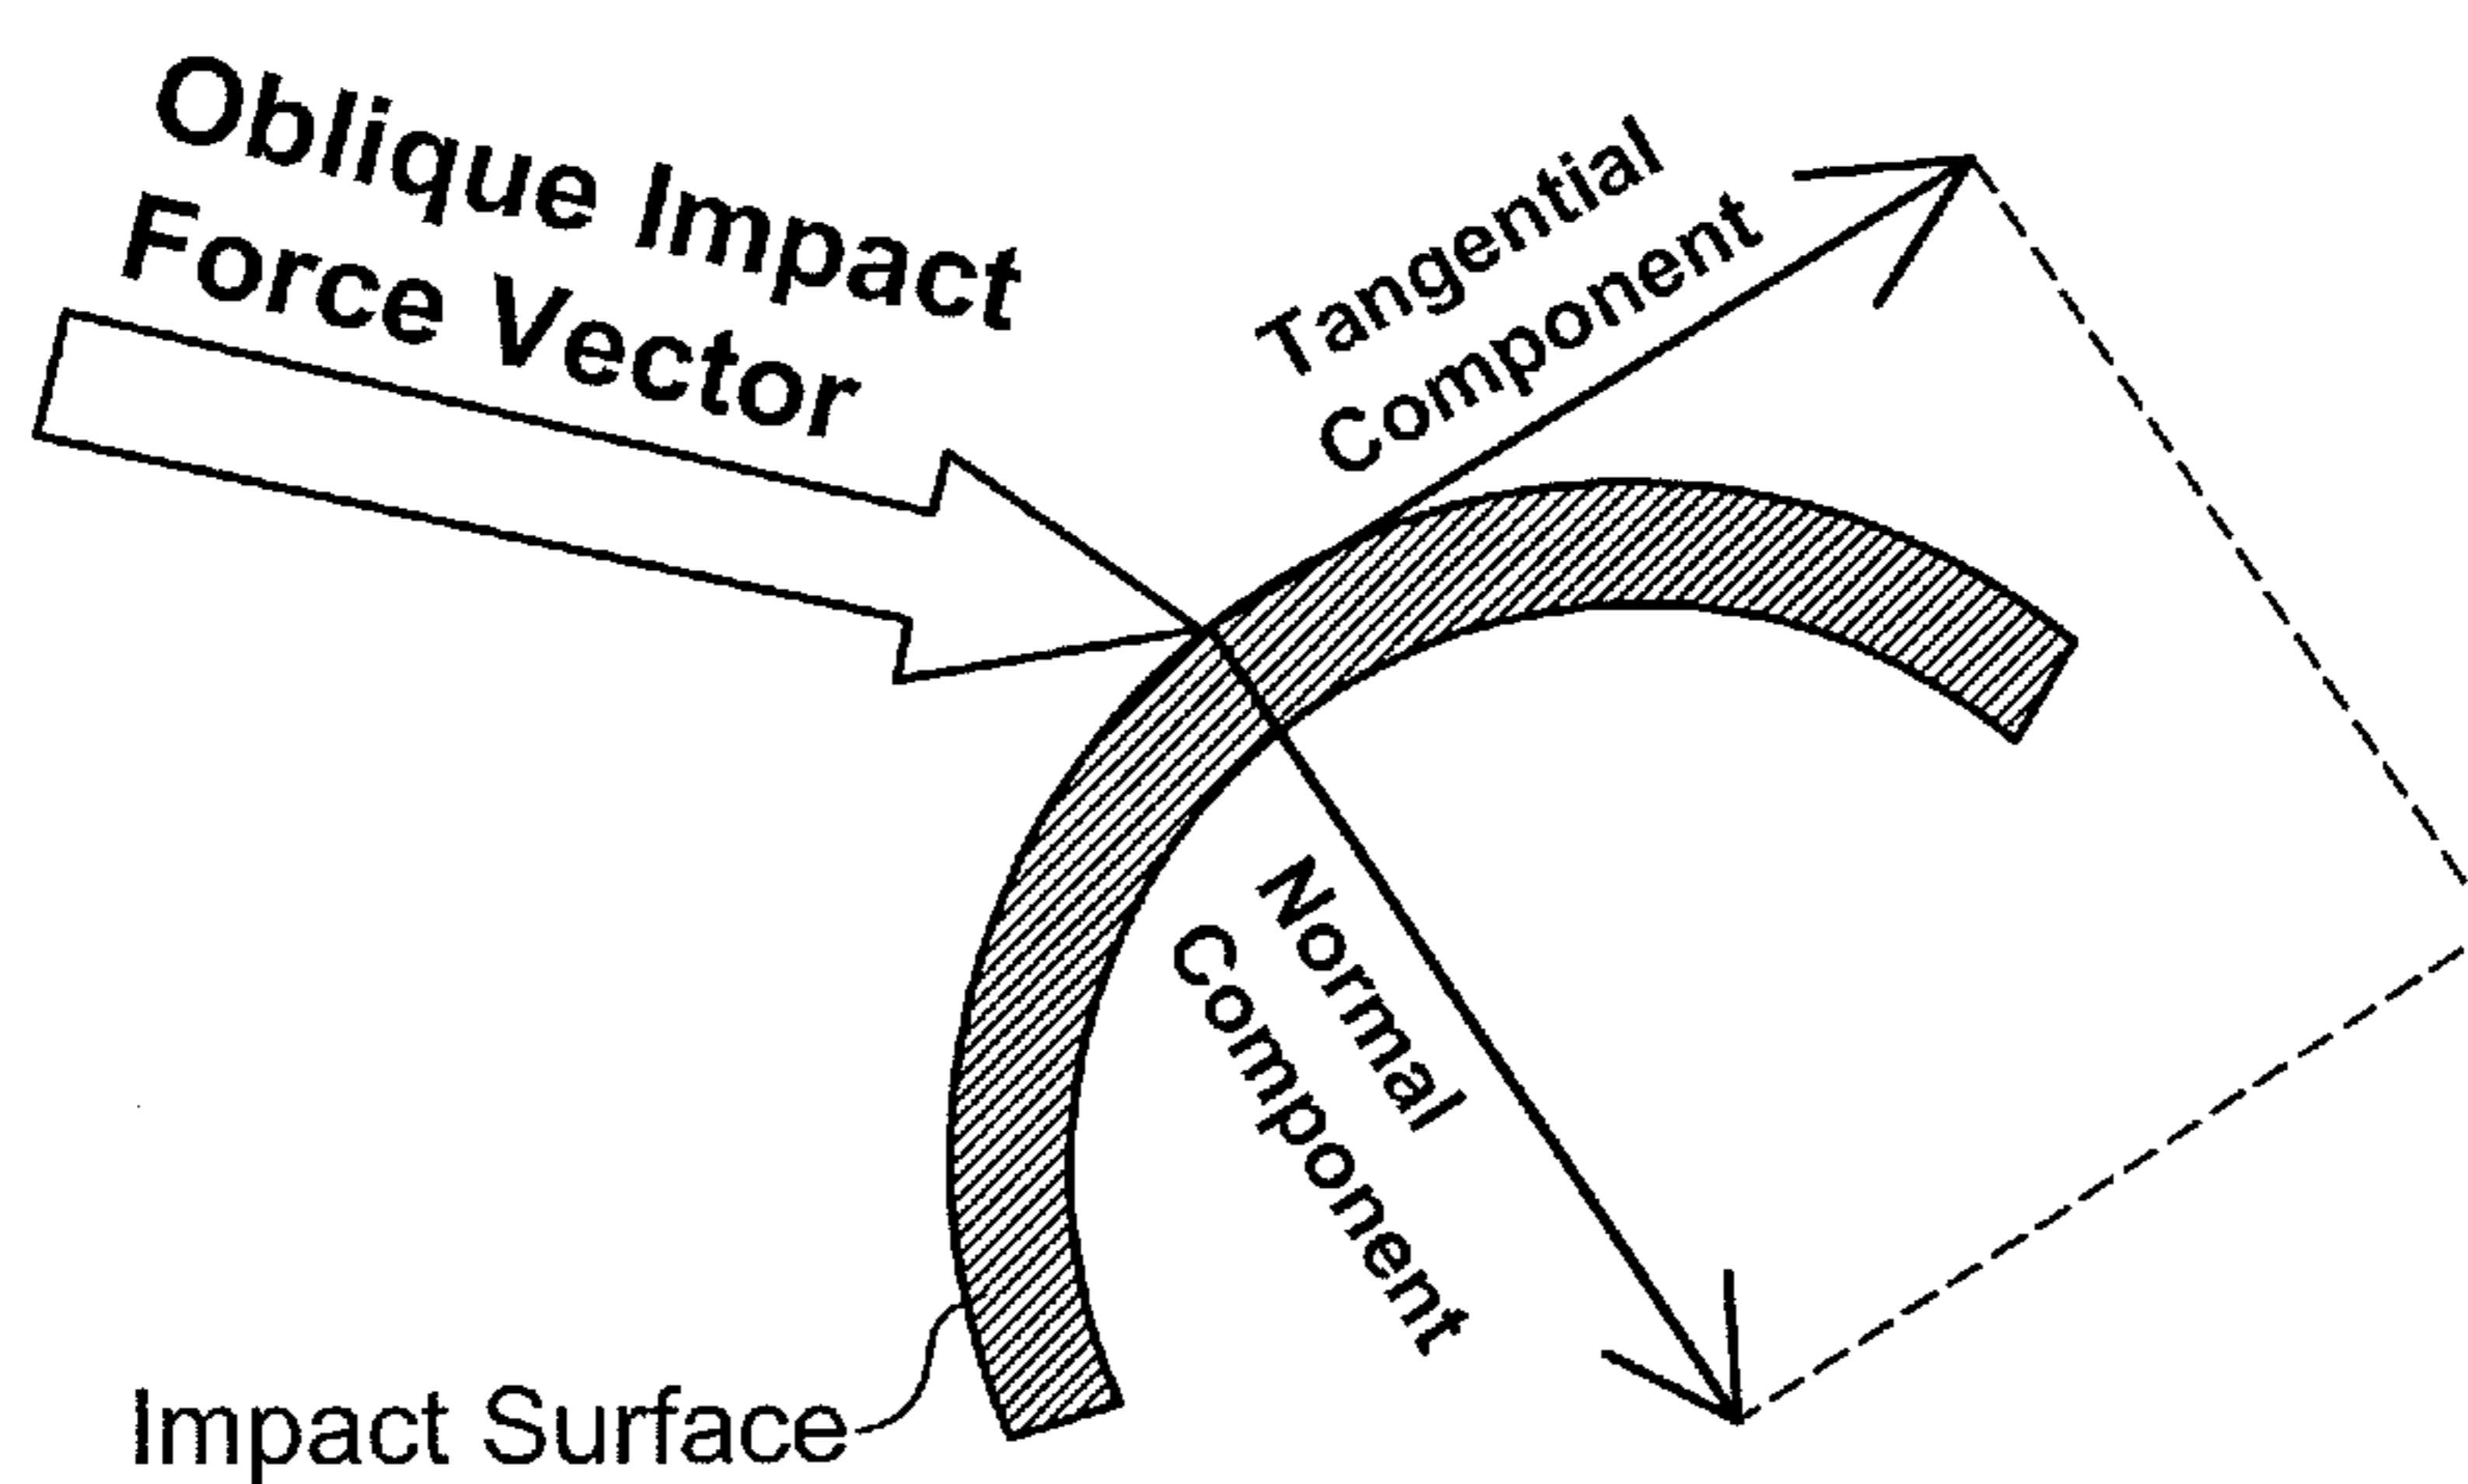 Oblique Impact
Force Vector
Tangential
Component
Normal
Component
Impact Surface